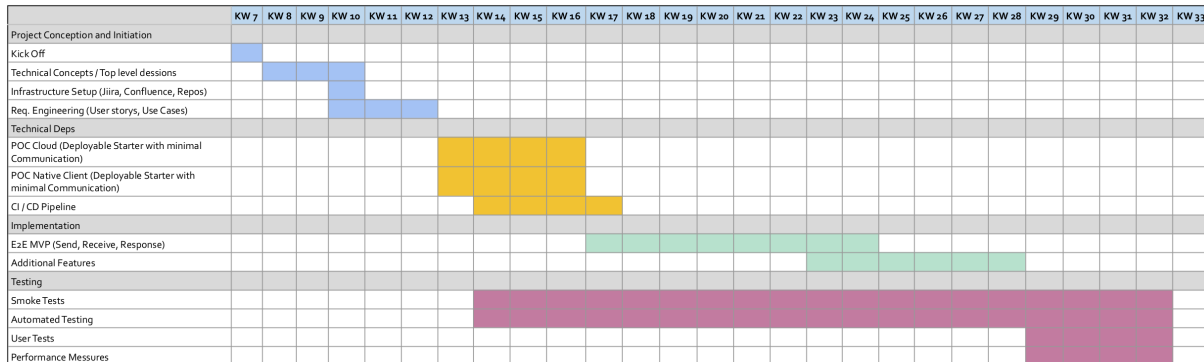 KW 7 KW 8 KW 9 KW 10 KW 11 KW 12 KW 13 KW 14 KW 15 KW 16 KW 17 KW 18 KW 19 KW 20 KW 21 KW 22 KW 23 KW 24 KW 25 KW 26 KW 27 KW 28 KW 29 KW 30 KW 31 KW 32 KW 33
Project Conception and Initiation
Kick Off
Technical Concepts / Top level dessions
Infrastructure Setup (Jiira, Confluence, Repos)
Req. Engineering (User storys, Use Cases)
Technical Deps
POC Cloud (Deployable Starter with minimal
Communication)
POC Native Client (Deployable Starter with
minimal Communication)
CI / CD Pipeline
Implementation
E2E MVP (Send, Receive, Response)
Additional Features
Testing
Smoke Tests
Automated Testing
User Tests
Performance Messures